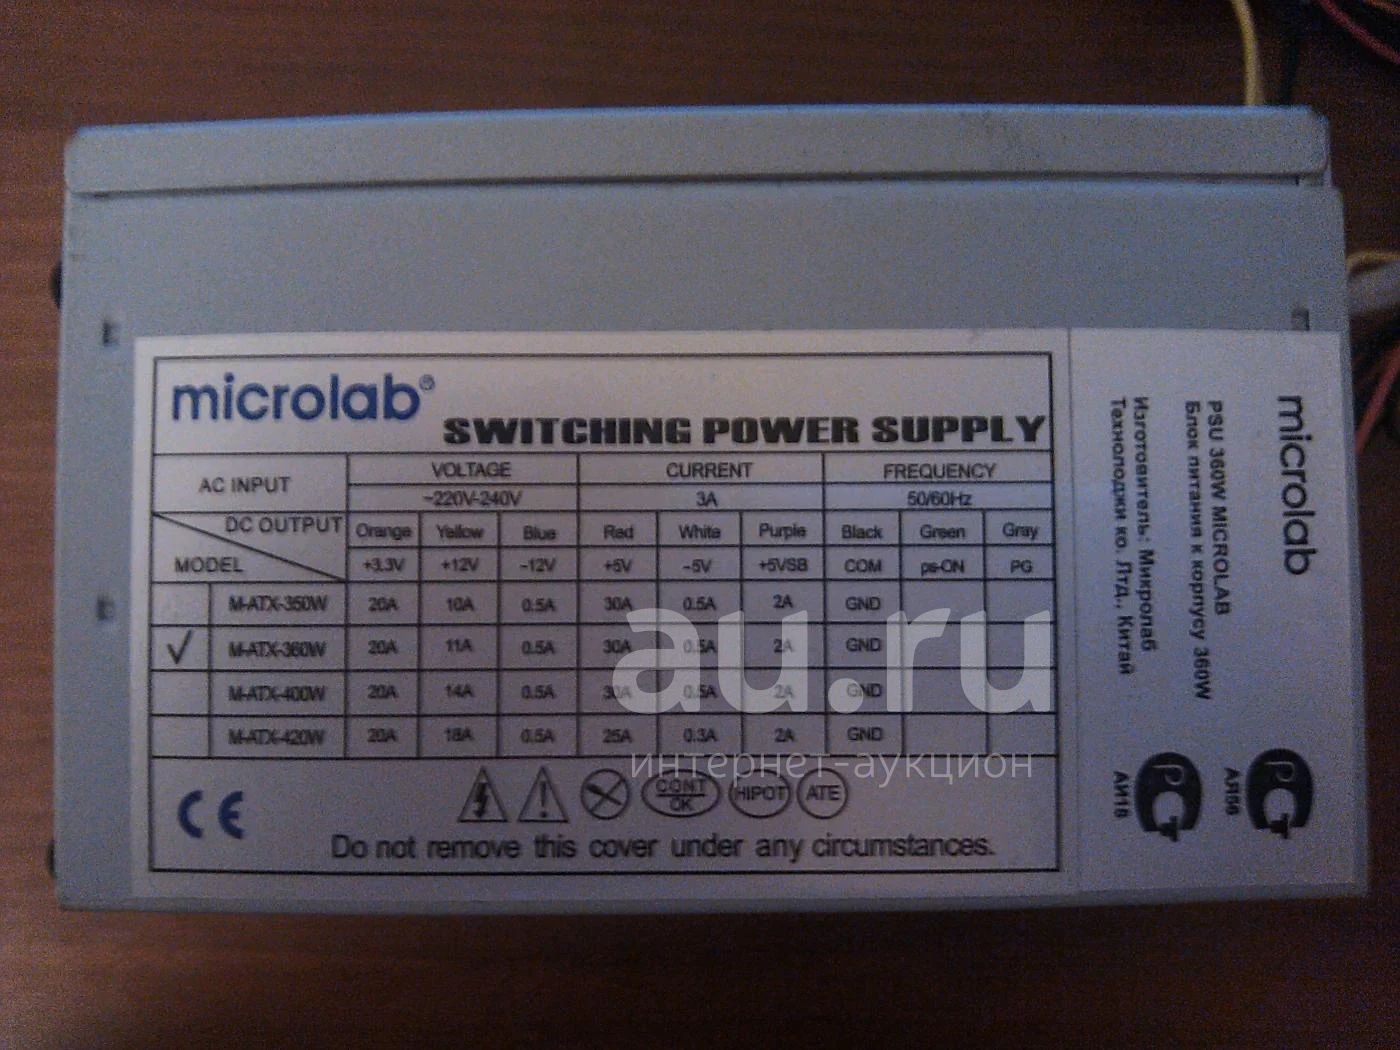 microlab®
SWITCHING POWER SUPPLY
AC INPUT VOLTAGE CURRENT FREQUENCY
~220V-240V 3A 50/60Hz
DC OUTPUT Orange Yellow Blue Red White Purple Black Green Gray
MODEL +3.3V +12V -12V +5V -5V +5VSB COM ps-ON PG
M-ATX-350W 20A 10A 0.5A 30A 0.5A 2A GND
✓ M-ATX-360W 20A 11A 0.5A 30A 0.5A 2A GND
M-ATX-400W 20A 14A 0.5A 30A 0.5A 2A GND
M-ATX-420W 20A 18A 0.5A 25A 0.3A 2A GND
CE CONT OK HIPOT ATE
Do not remove this cover under any circumstances.
microlab
PSU 360W MICROLAB
Блок питания к корпусу 360W
Изготовитель: Микролаб
Технолоджи ко. Лтд., Китай
РСТ
АЯ56
РСТ
АИ16
au.ru
интернет-аукцион